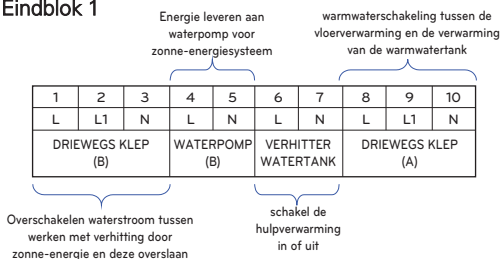 Eindblok 1
Energie leveren aan
waterpomp voor
zonne-energiesysteem
warmwaterschakeling tussen de
vloerverwarming en de verwarming
van de warmwatertank
1 2 3 4 5 6 7 8 9 10
L L1 N L N L N L L1 N
DRIEWEGS KLEP
(B)
WATERPOMP
(B)
VERHITTER
WATERTANK
DRIEWEGS KLEP
(A)
Overschakelen waterstroom tussen
werken met verhitting door
zonne-energie en deze overslaan
schakel de
hulpverwarming
in of uit